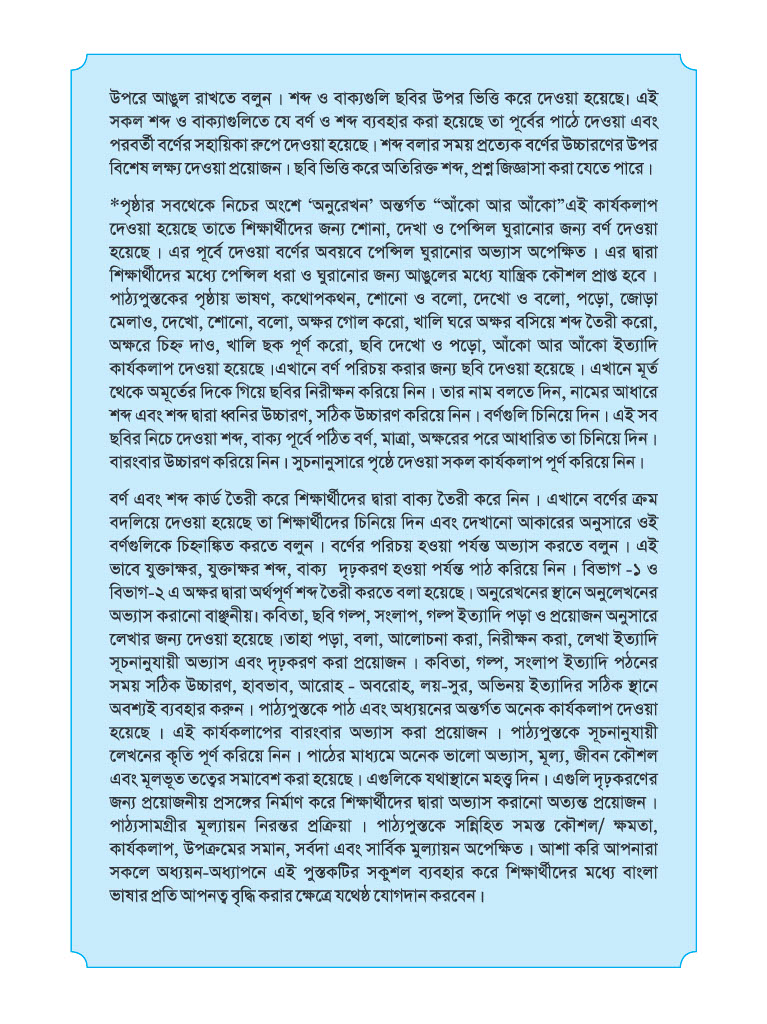 উপরে আঙুল রাখতে বলুন । শব্দ ও বাক্যগুলি ছবির উপর ভিত্তি করে দেওয়া হয়েছে। এই
সকল শব্দ ও বাক্যাগুলিতে যে বর্ণ ও শব্দ ব্যবহার করা হয়েছে তা পূর্বের পাঠে দেওয়া এবং
পরবর্তী বর্ণের সহায়িকা রুপে দেওয়া হয়েছে । শব্দ বলার সময় প্রত্যেক বর্ণের উচ্চারণের উপর
বিশেষ লক্ষ্য দেওয়া প্রয়োজন । ছবি ভিত্তি করে অতিরিক্ত শব্দ, প্রশ্ন জিজ্ঞাসা করা যেতে পারে ।
*পৃষ্ঠার সবথেকে নিচের অংশে ‘অনুরেখন’ অন্তর্গত “আঁকো আর আঁকো”এই কার্যকলাপ
দেওয়া হয়েছে তাতে শিক্ষার্থীদের জন্য শোনা, দেখা ও পেন্সিল ঘুরানোর জন্য বর্ণ দেওয়া
হয়েছে । এর পূর্বে দেওয়া বর্ণের অবয়বে পেন্সিল ঘুরানোর অভ্যাস অপেক্ষিত । এর দ্বারা
শিক্ষার্থীদের মধ্যে পেন্সিল ধরা ও ঘুরানোর জন্য আঙুলের মধ্যে যান্ত্রিক কৌশল প্রাপ্ত হবে ।
পাঠ্যপুস্তকের পৃষ্ঠায় ভাষণ, কথোপকথন, শোনো ও বলো, দেখো ও বলো, পড়ো, জোড়া
মেলাও, দেখো, শোনো, বলো, অক্ষর গোল করো, খালি ঘরে অক্ষর বসিয়ে শব্দ তৈরী করো,
অক্ষরে চিহ্ন দাও, খালি ছক পূর্ণ করো, ছবি দেখো ও পড়ো, আঁকো আর আঁকো ইত্যাদি
কার্যকলাপ দেওয়া হয়েছে ।এখানে বর্ণ পরিচয় করার জন্য ছবি দেওয়া হয়েছে । এখানে মূর্ত
থেকে অমূর্তের দিকে গিয়ে ছবির নিরীক্ষন করিয়ে নিন । তার নাম বলতে দিন, নামের আধারে
শব্দ এবং শব্দ দ্বারা ধ্বনির উচ্চারণ, সঠিক উচ্চারণ করিয়ে নিন । বর্ণগুলি চিনিয়ে দিন । এই সব
ছবির নিচে দেওয়া শব্দ, বাক্য পূর্বে পঠিত বর্ণ, মাত্রা, অক্ষরের পরে আধারিত তা চিনিয়ে দিন ।
বারংবার উচ্চারণ করিয়ে নিন । সুচনানুসারে পৃষ্ঠে দেওয়া সকল কার্যকলাপ পূর্ণ করিয়ে নিন ।
বর্ণ এবং শব্দ কার্ড তৈরী করে শিক্ষার্থীদের দ্বারা বাক্য তৈরী করে নিন । এখানে বর্ণের ক্রম
বদলিয়ে দেওয়া হয়েছে তা শিক্ষার্থীদের চিনিয়ে দিন এবং দেখানো আকারের অনুসারে ওই
বর্ণগুলিকে চিহ্নাঙ্কিত করতে বলুন । বর্ণের পরিচয় হওয়া পর্যন্ত অভ্যাস করতে বলুন । এই
ভাবে যুক্তাক্ষর, যুক্তাক্ষর শব্দ, বাক্য দৃঢ়করণ হওয়া পর্যন্ত পাঠ করিয়ে নিন । বিভাগ -১ ও
বিভাগ-২ এ অক্ষর দ্বারা অর্থপূর্ণ শব্দ তৈরী করতে বলা হয়েছে । অনুরেখনের স্থানে অনুলেখনের
অভ্যাস করানো বাঞ্ছনীয়। কবিতা, ছবি গল্প, সংলাপ, গল্প ইত্যাদি পড়া ও প্রয়োজন অনুসারে
লেখার জন্য দেওয়া হয়েছে ।তাহা পড়া, বলা, আলোচনা করা, নিরীক্ষন করা, লেখা ইত্যাদি
সূচনানুযায়ী অভ্যাস এবং দৃঢ়করণ করা প্রয়োজন । কবিতা, গল্প, সংলাপ ইত্যাদি পঠনের
সময় সঠিক উচ্চারণ, হাবভাব, আরোহ - অবরোহ, লয়-সুর, অভিনয় ইত্যাদির সঠিক স্থানে
অবশ্যই ব্যবহার করুন । পাঠ্যপুস্তকে পাঠ এবং অধ্যয়নের অন্তর্গত অনেক কার্যকলাপ দেওয়া
হয়েছে । এই কার্যকলাপের বারংবার অভ্যাস করা প্রয়োজন । পাঠ্যপুস্তকে সূচনানুযায়ী
লেখনের কৃতি পূর্ণ করিয়ে নিন । পাঠের মাধ্যমে অনেক ভালো অভ্যাস, মূল্য, জীবন কৌশল
এবং মূলভূত তত্বের সমাবেশ করা হয়েছে । এগুলিকে যথাস্থানে মহত্ত্ব দিন । এগুলি দৃঢ়করণের
জন্য প্রয়োজনীয় প্রসঙ্গের নির্মাণ করে শিক্ষার্থীদের দ্বারা অভ্যাস করানো অত্যন্ত প্রয়োজন ।
পাঠ্যসামগ্রীর মূল্যায়ন নিরন্তর প্রক্রিয়া । পাঠ্যপুস্তকে সন্নিহিত সমস্ত কৌশল/ ক্ষমতা,
কার্যকলাপ, উপক্রমের সমান, সর্বদা এবং সার্বিক মুল্যায়ন অপেক্ষিত । আশা করি আপনারা
সকলে অধ্যয়ন-অধ্যাপনে এই পুস্তকটির সকুশল ব্যবহার করে শিক্ষার্থীদের মধ্যে বাংলা
ভাষার প্রতি আপনত্ব বৃদ্ধি করার ক্ষেত্রে যথেষ্ঠ যোগদান করবেন ।